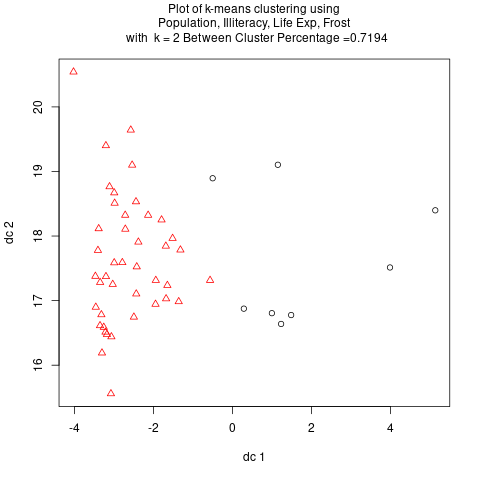 Plot of k-means clustering using
Population, Illiteracy, Life Exp, Frost
with  k = 2 Between Cluster Percentage =0.7194
20
19
18
17
16
dc 2
-4 -2 0 2 4
dc 1